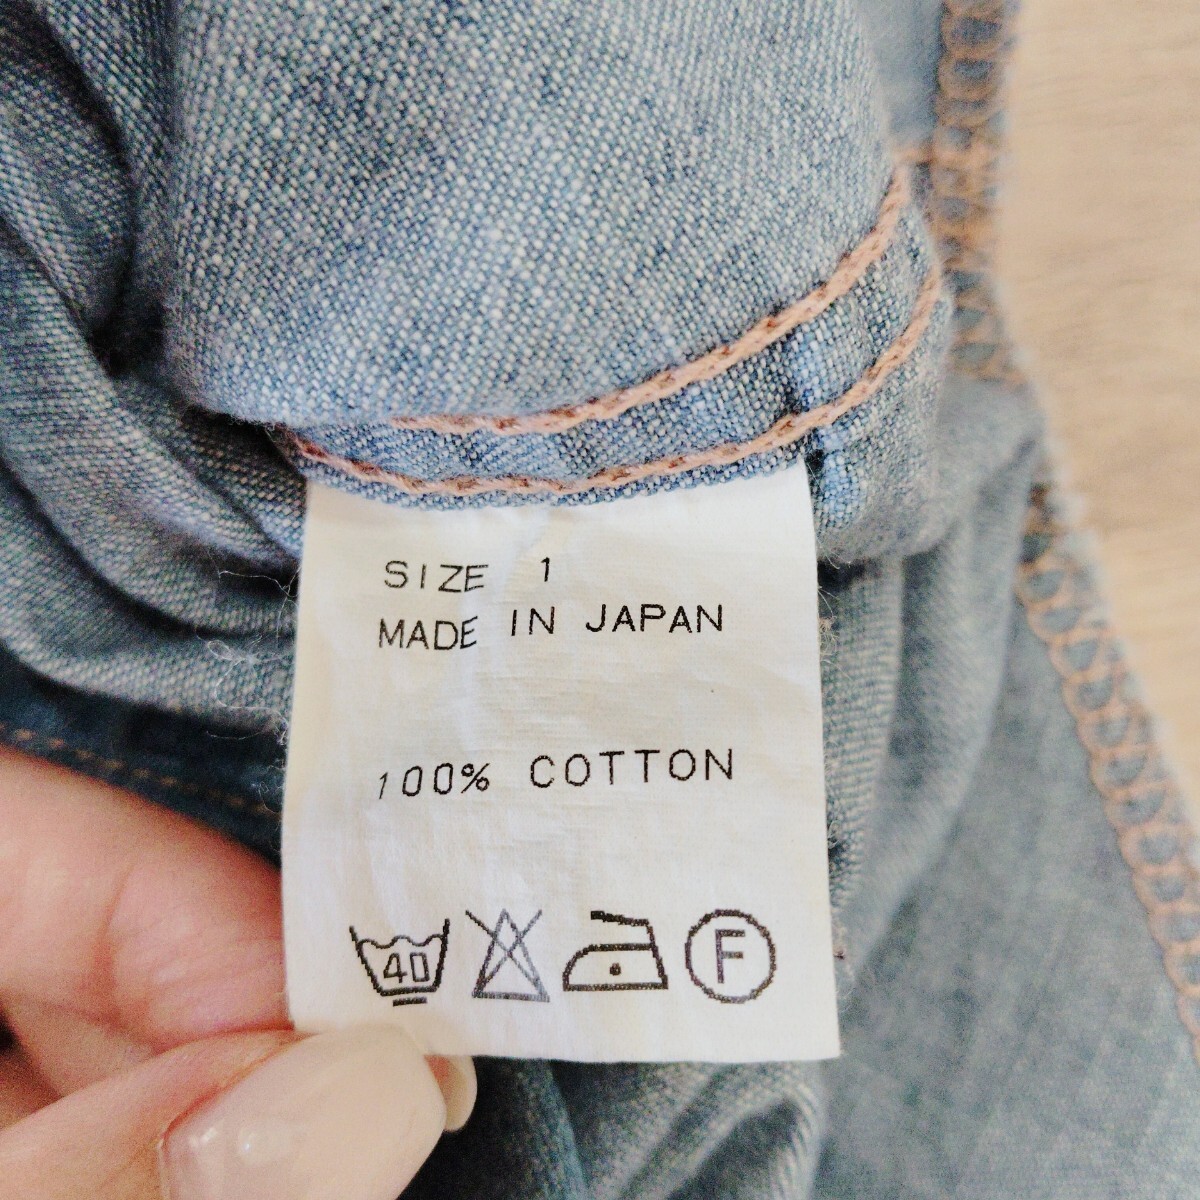 SIZE 1
MADE IN JAPAN
100% COTTON
40 F